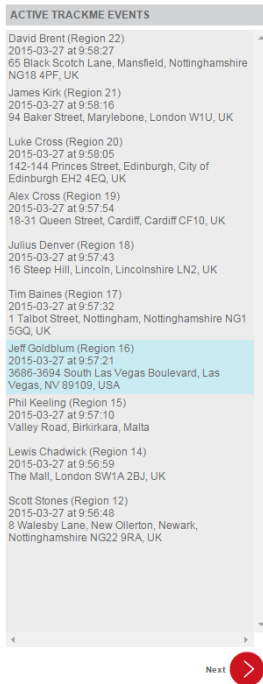 ACTIVE TRACKME EVENTS
David Brent (Region 22)
2015-03-27 at 9:58:27
65 Black Scotch Lane, Mansfield, Nottinghamshire
NG18 4PF, UK
James Kirk (Region 21)
2015-03-27 at 9:58:16
94 Baker Street, Marylebone, London W1U, UK
Luke Cross (Region 20)
2015-03-27 at 9:58:05
142-144 Princes Street, Edinburgh, City of
Edinburgh EH2 4EQ, UK
Alex Cross (Region 19)
2015-03-27 at 9:57:54
18-31 Queen Street, Cardiff, Cardiff CF10, UK
Julius Denver (Region 18)
2015-03-27 at 9:57:43
16 Steep Hill, Lincoln, Lincolnshire LN2, UK
Tim Baines (Region 17)
2015-03-27 at 9:57:32
1 Talbot Street, Nottingham, Nottinghamshire NG1
5GQ, UK
Jeff Goldblum (Region 16)
2015-03-27 at 9:57:21
3686-3694 South Las Vegas Boulevard, Las
Vegas, NV 89109, USA
Phil Keeling (Region 15)
2015-03-27 at 9:57:10
Valley Road, Birkirkara, Malta
Lewis Chadwick (Region 14)
2015-03-27 at 9:56:59
The Mall, London SW1A 2BJ, UK
Scott Stones (Region 12)
2015-03-27 at 9:56:48
8 Walesby Lane, New Ollerton, Newark,
Nottinghamshire NG22 9RA, UK
Next